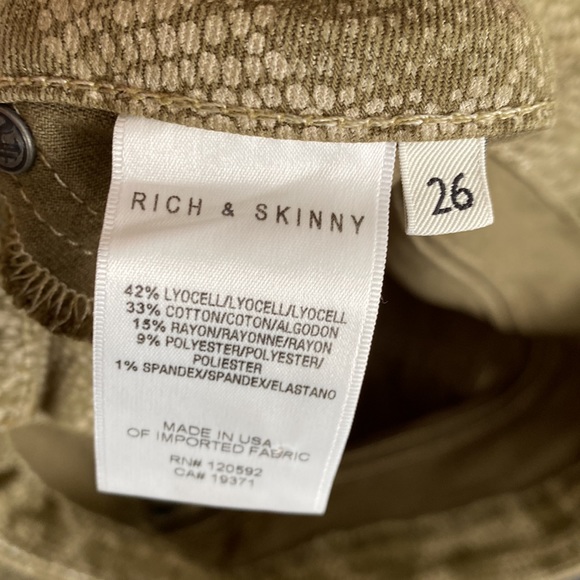 RICH & SKINNY
26
42% LYOCELL/LYOCELL/LYOCELL
33% COTTON/COTON/ALGODON
15% RAYON/RAYONNE/RAYON
9% POLYESTER/POLYESTER/
POLIESTER
1% SPANDEX/SPANDEX/ELASTANO
MADE IN USA
OF IMPORTED FABRIC
RN# 120592
CA# 19371